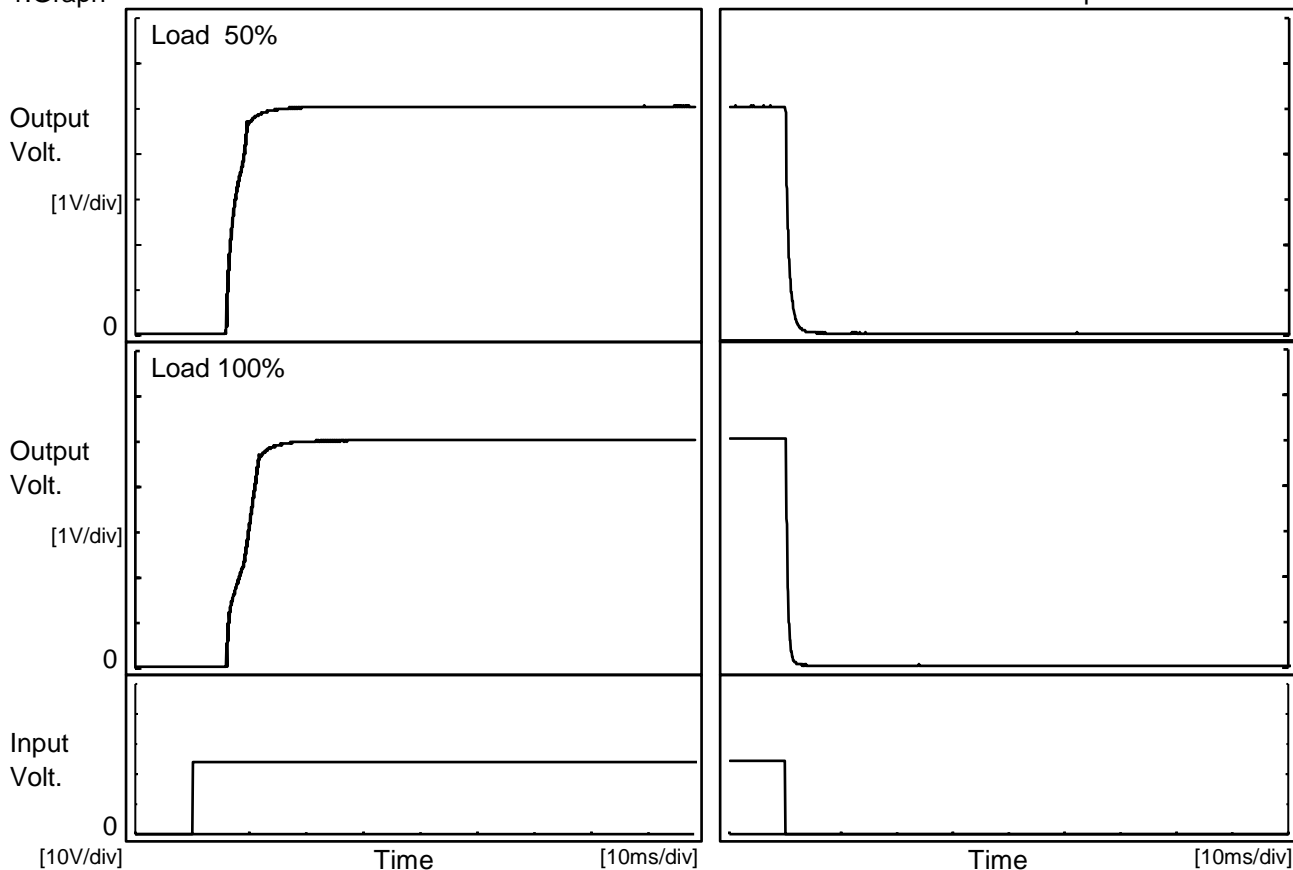 Load 50%
Output
Volt.
[1V/div]
0
Load 100%
Output
Volt.
[1V/div]
0
Input
Volt.
0
[10V/div]
Time
[10ms/div]
Time
[10ms/div]